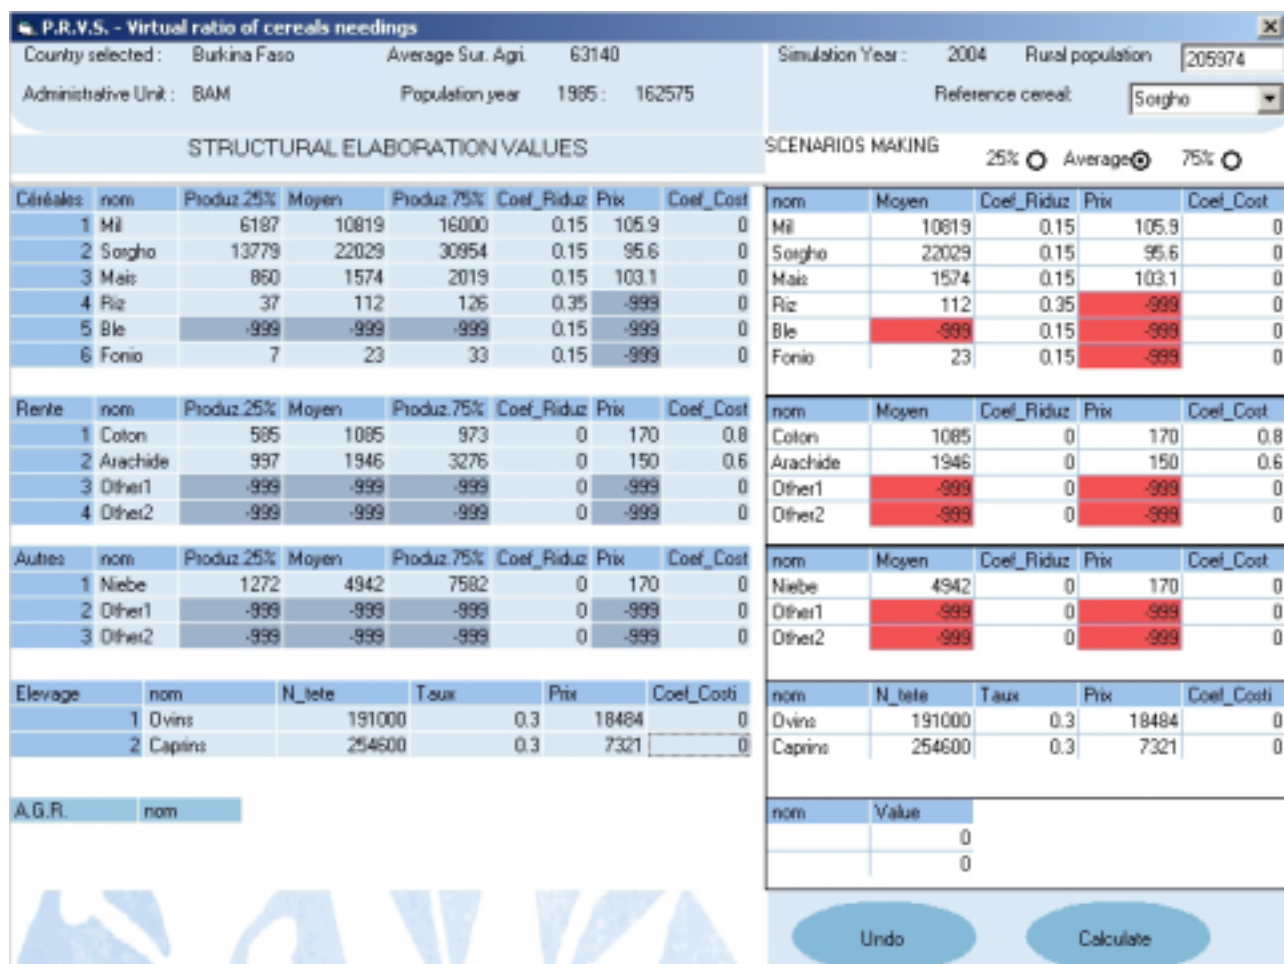 P.R.V.S. - Virtual ratio of cereals needings
Country selected : Burkina Faso Average Sur. Agri. 63140 Simulation Year : 2004 Rural population 205974
Administrative Unit : BAM Population year 1985 : 162575 Reference cereal: Sorgho
STRUCTURAL ELABORATION VALUES SCENARIOS MAKING 25% Average 75%
Céréales nom Produz.25% Moyen Produz.75% Coef_Riduz Prix Coef_Cost nom Moyen Coef_Riduz Prix Coef_Cost
1 Mil 6187 10819 16000 0.15 105.9 0 Mil 10819 0.15 105.9 0
2 Sorgho 13779 22029 30954 0.15 95.6 0 Sorgho 22029 0.15 95.6 0
3 Mais 860 1574 2019 0.15 103.1 0 Mais 1574 0.15 103.1 0
4 Riz 37 112 126 0.35 -999 0 Riz 112 0.35 -999 0
5 Ble -999 -999 -999 0.15 -999 0 Ble -999 0.15 -999 0
6 Fonio 7 23 33 0.15 -999 0 Fonio 23 0.15 -999 0
Rente nom Produz.25% Moyen Produz.75% Coef_Riduz Prix Coef_Cost nom Moyen Coef_Riduz Prix Coef_Cost
1 Coton 585 1085 973 0 170 0.8 Coton 1085 0 170 0.8
2 Arachide 997 1946 3276 0 150 0.6 Arachide 1946 0 150 0.6
3 Other1 -999 -999 -999 0 -999 0 Other1 -999 0 -999 0
4 Other2 -999 -999 -999 0 -999 0 Other2 -999 0 -999 0
Autres nom Produz.25% Moyen Produz.75% Coef_Riduz Prix Coef_Cost nom Moyen Coef_Riduz Prix Coef_Cost
1 Niebe 1272 4942 7582 0 170 0 Niebe 4942 0 170 0
2 Other1 -999 -999 -999 0 -999 0 Other1 -999 0 -999 0
3 Other2 -999 -999 -999 0 -999 0 Other2 -999 0 -999 0
Elevage nom N_tete Taux Prix Coef_Costi nom N_tete Taux Prix Coef_Costi
1 Ovins 191000 0.3 18484 0 Ovins 191000 0.3 18484 0
2 Caprins 254600 0.3 7321 0 Caprins 254600 0.3 7321 0
A.G.R. nom nom Value
0
0
Undo Calculate